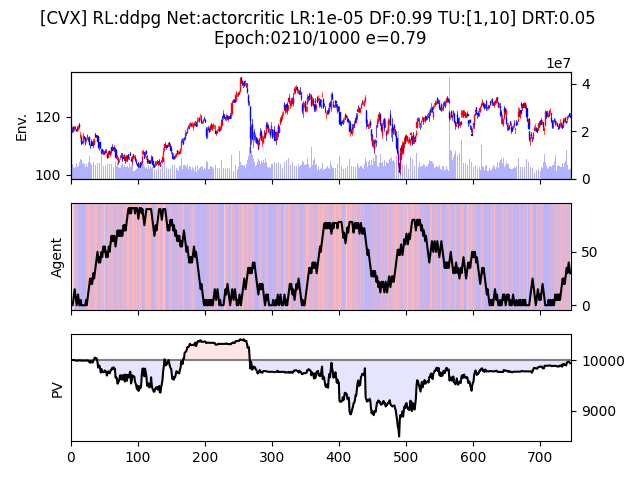 [CVX] RL:ddpg Net:actorcritic LR:1e-05 DF:0.99 TU:[1,10] DRT:0.05
Epoch:0210/1000 e=0.79
1e7
Env.
120
100
4
2
0
Agent
50
0
PV
10000
9000
0 100 200 300 400 500 600 700